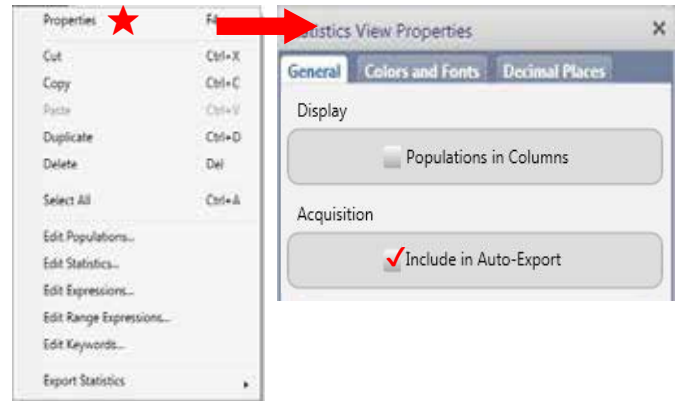 Properties
Cut Ctrl+X
Copy Ctrl+C
Paste Ctrl+V
Duplicate Ctrl+D
Delete Del
Select All Ctrl+A
Edit Populations...
Edit Statistics...
Edit Expressions...
Edit Range Expressions...
Edit Keywords...
Export Statistics
View Properties
General Colors and Fonts Decimal Places
Display
Populations in Columns
Acquisition
Include in Auto-Export